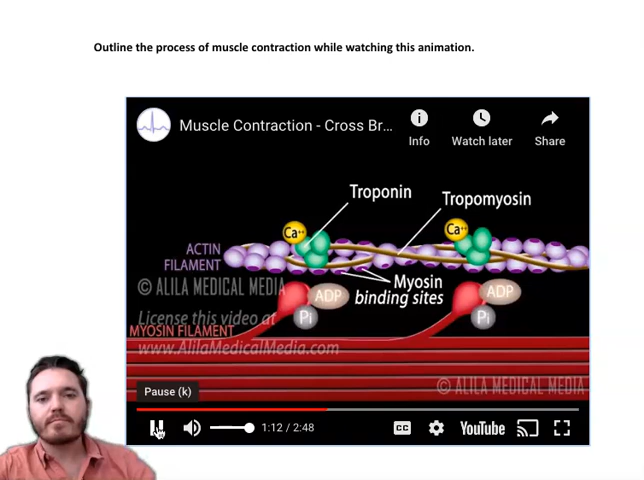 Outline the process of muscle contraction while watching this animation.
Muscle Contraction - Cross Br...
Info
Watch later
Share
Troponin
Tropomyosin
Ca++
Ca++
ACTIN
FILAMENT
© ALILA MEDICAL MEDIA
Myosin
binding sites
ADP
ADP
Pi
Pi
License this video at
MYOSIN FILAMENT
www.AlilaMedicalMedia.com
© ALILA MEDICAL MEDIA
Pause (k)
1:12 / 2:48
CC
YouTube